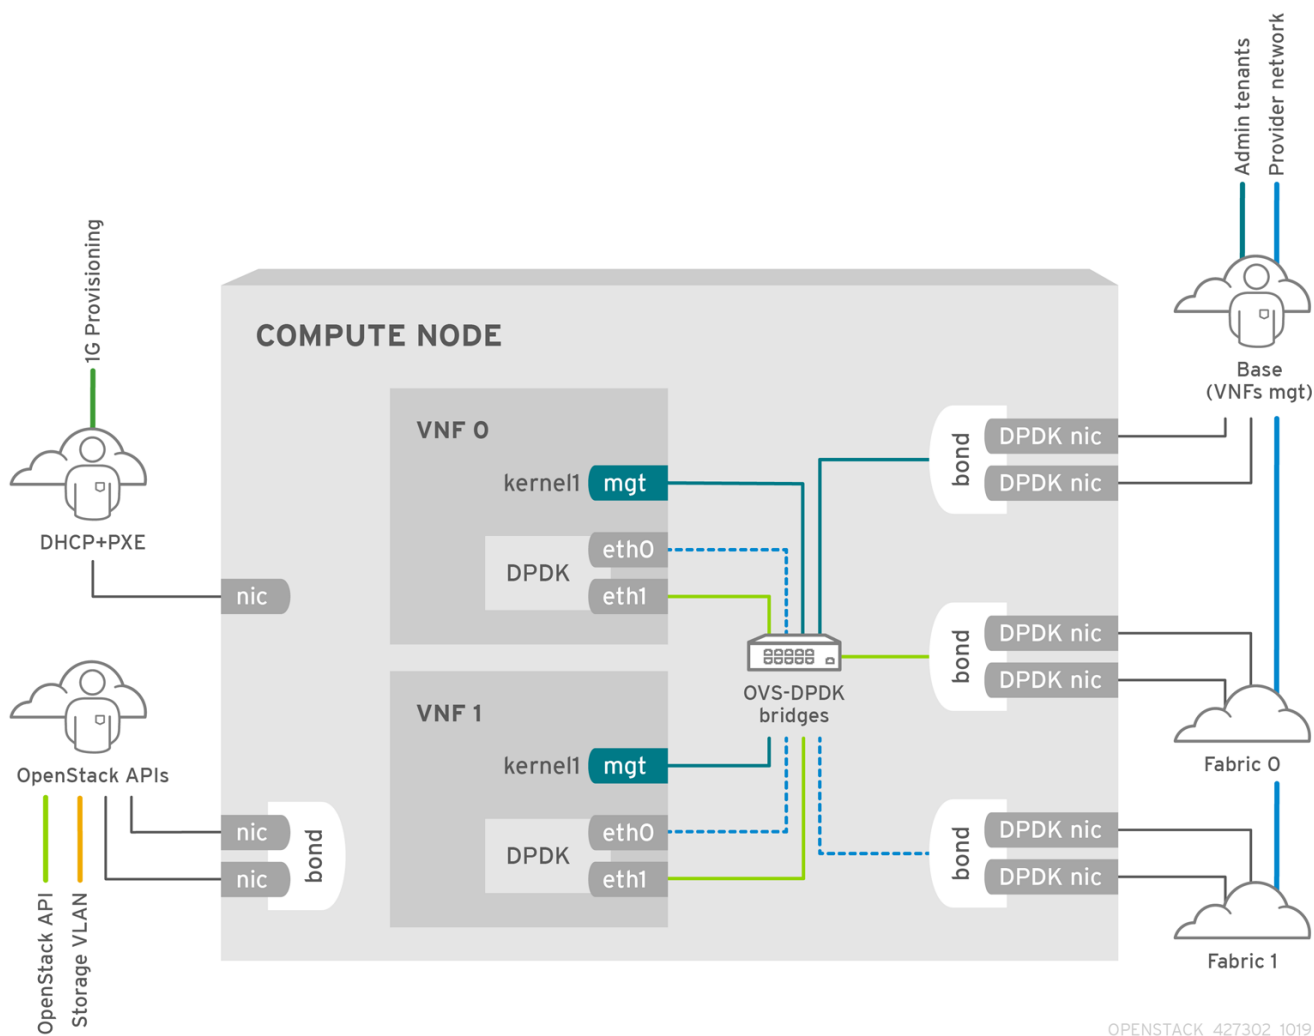 Admin tenants
Provider network
1G Provisioning
COMPUTE NODE
Base
(VNFs mgt)
VNF 0
DPDK nic
bond
DPDK nic
kernel1 mgt
DHCP+PXE
eth0
DPDK
eth1
nic
DPDK nic
bond
DPDK nic
OVS-DPDK
bridges
VNF 1
kernel1 mgt
Fabric 0
OpenStack APIs
nic
bond
nic
eth0
DPDK
eth1
DPDK nic
bond
DPDK nic
OpenStack API
Storage VLAN
Fabric 1
OPENSTACK_427302_1019